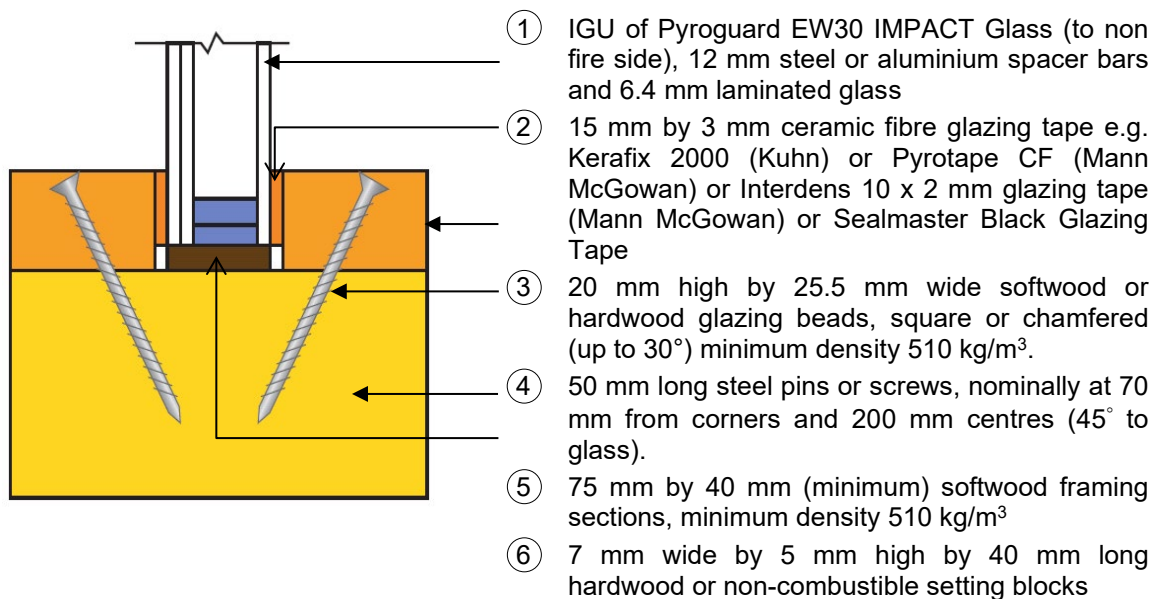 1 IGU of Pyroguard EW30 IMPACT Glass (to non
fire side), 12 mm steel or aluminium spacer bars
and 6.4 mm laminated glass
2 15 mm by 3 mm ceramic fibre glazing tape e.g.
Kerafix 2000 (Kuhn) or Pyrotape CF (Mann
McGowan) or Interdens 10 x 2 mm glazing tape
(Mann McGowan) or Sealmaster Black Glazing
Tape
3 20 mm high by 25.5 mm wide softwood or
hardwood glazing beads, square or chamfered
(up to 30°) minimum density 510 kg/m³.
4 50 mm long steel pins or screws, nominally at 70
mm from corners and 200 mm centres (45° to
glass).
5 75 mm by 40 mm (minimum) softwood framing
sections, minimum density 510 kg/m³
6 7 mm wide by 5 mm high by 40 mm long
hardwood or non-combustible setting blocks